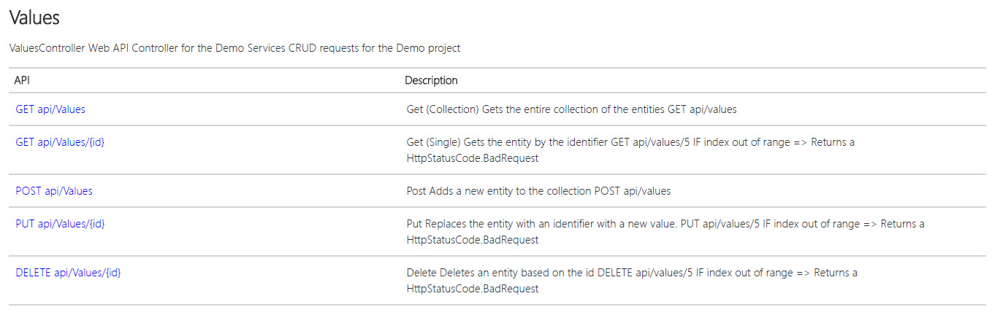 Values
ValuesController Web API Controller for the Demo Services CRUD requests for the Demo project
API Description
GET api/Values Get (Collection) Gets the entire collection of the entities GET api/values
GET api/Values/{id} Get (Single) Gets the entity by the identifier GET api/values/5 IF index out of range => Returns a
HttpStatusCode.BadRequest
POST api/Values Post Adds a new entity to the collection POST api/values
PUT api/Values/{id} Put Replaces the entity with an identifier with a new value. PUT api/values/5 IF index out of range => Returns a
HttpStatusCode.BadRequest
DELETE api/Values/{id} Delete Deletes an entity based on the id DELETE api/values/5 IF index out of range => Returns a
HttpStatusCode.BadRequest